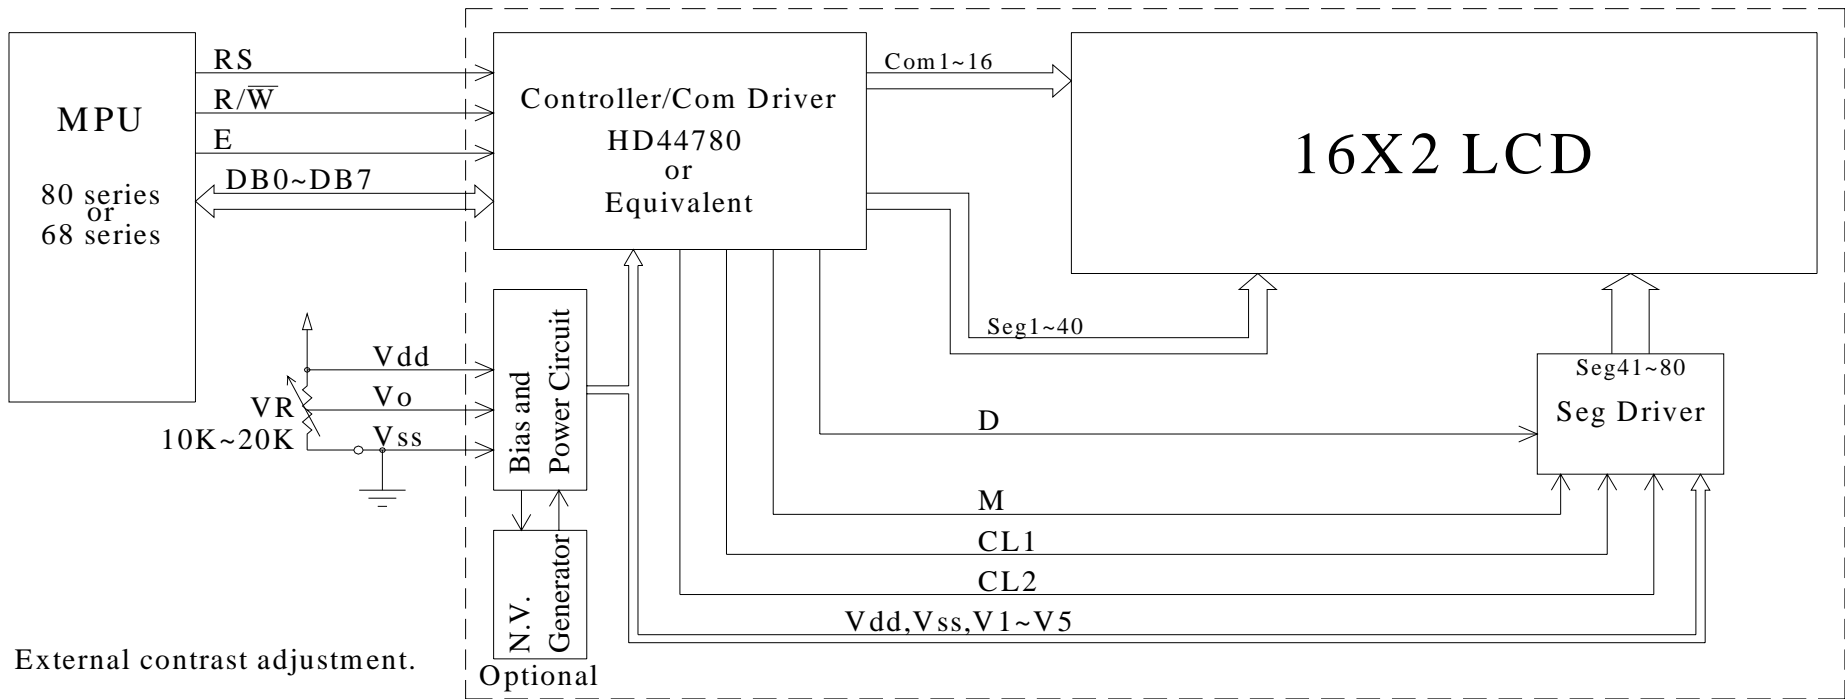 MPU
80 series
or
68 series
RS
R/W̅
E
DB0~DB7
Controller/Com Driver
HD44780
or
Equivalent
Com1~16
16X2 LCD
Seg1~40
Seg41~80
Seg Driver
Vdd
Vo
Vss
VR
10K~20K
Bias and
Power Circuit
N.V.
Generator
Optional
D
M
CL1
CL2
Vdd,Vss,V1~V5
External contrast adjustment.